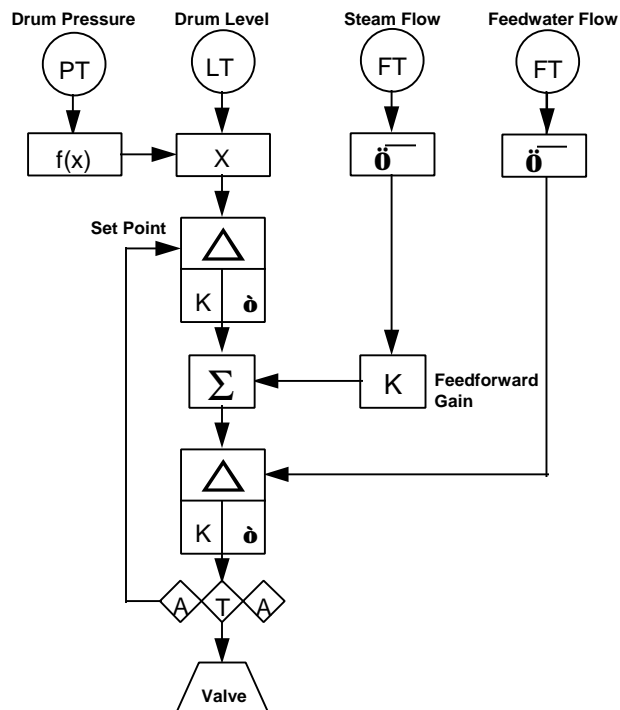 Drum Pressure
Drum Level
Steam Flow
Feedwater Flow
PT
LT
FT
FT
f(x)
X
Ö
Ö
Set Point
△
K ò
Σ
K
Feedforward
Gain
△
K ò
A T A
Valve